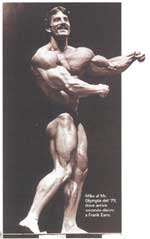 Mike al Mr.
Olympia del '79,
dove arrivò
secondo dietro
a Frank Zane.